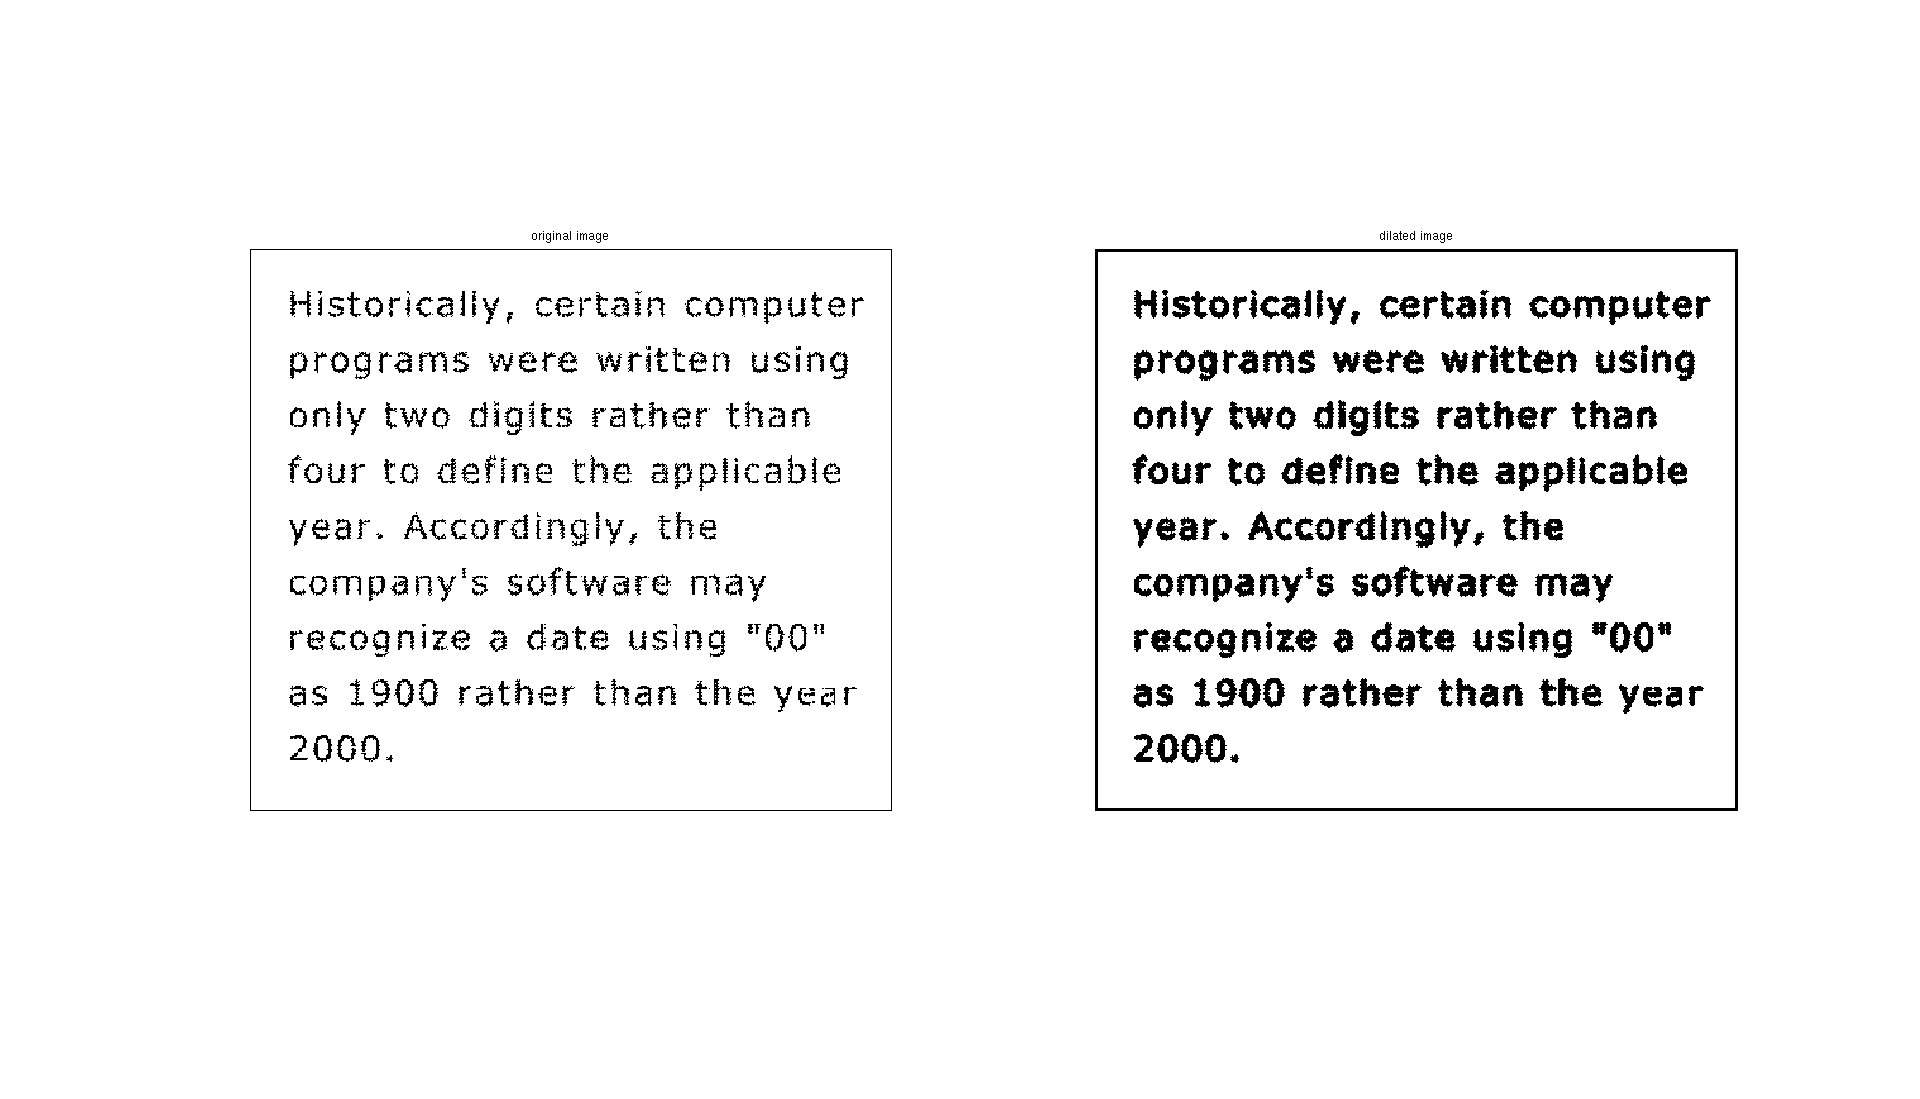 original image
Historically, certain computer
programs were written using
only two digits rather than
four to define the applicable
year. Accordingly, the
company's software may
recognize a date using "00"
as 1900 rather than the year
2000.
dilated image
Historically, certain computer
programs were written using
only two digits rather than
four to define the applicable
year. Accordingly, the
company's software may
recognize a date using "00"
as 1900 rather than the year
2000.